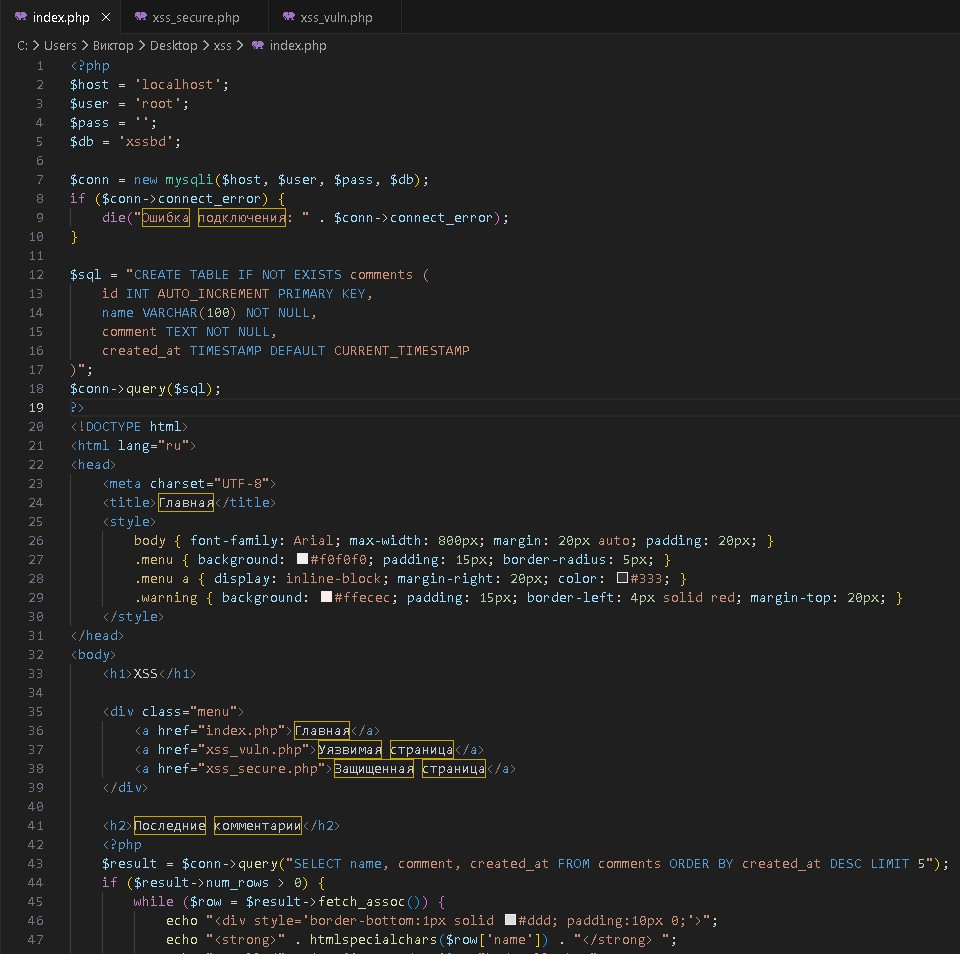 index.php × xss_secure.php xss_vuln.php
C: > Users > Виктор > Desktop > xss > index.php
1 <?php
2 $host = 'localhost';
3 $user = 'root';
4 $pass = '';
5 $db = 'xssbd';
6
7 $conn = new mysqli($host, $user, $pass, $db);
8 if ($conn->connect_error) {
9     die("Ошибка подключения: " . $conn->connect_error);
10 }
11
12 $sql = "CREATE TABLE IF NOT EXISTS comments (
13     id INT AUTO_INCREMENT PRIMARY KEY,
14     name VARCHAR(100) NOT NULL,
15     comment TEXT NOT NULL,
16     created_at TIMESTAMP DEFAULT CURRENT_TIMESTAMP
17 )";
18 $conn->query($sql);
19 ?>
20 <!DOCTYPE html>
21 <html lang="ru">
22 <head>
23     <meta charset="UTF-8">
24     <title>Главная</title>
25     <style>
26         body { font-family: Arial; max-width: 800px; margin: 20px auto; padding: 20px; }
27         .menu { background: #f0f0f0; padding: 15px; border-radius: 5px; }
28         .menu a { display: inline-block; margin-right: 20px; color: #333; }
29         .warning { background: #ffecec; padding: 15px; border-left: 4px solid red; margin-top: 20px; }
30     </style>
31 </head>
32 <body>
33     <h1>XSS</h1>
34
35     <div class="menu">
36         <a href="index.php">Главная</a>
37         <a href="xss_vuln.php">Уязвимая страница</a>
38         <a href="xss_secure.php">Защищенная страница</a>
39     </div>
40
41     <h2>Последние комментарии</h2>
42     <?php
43     $result = $conn->query("SELECT name, comment, created_at FROM comments ORDER BY created_at DESC LIMIT 5");
44     if ($result->num_rows > 0) {
45         while ($row = $result->fetch_assoc()) {
46             echo "<div style='border-bottom:1px solid #ddd; padding:10px 0;'>";
47             echo "<strong>" . htmlspecialchars($row['name']) . "</strong> ";